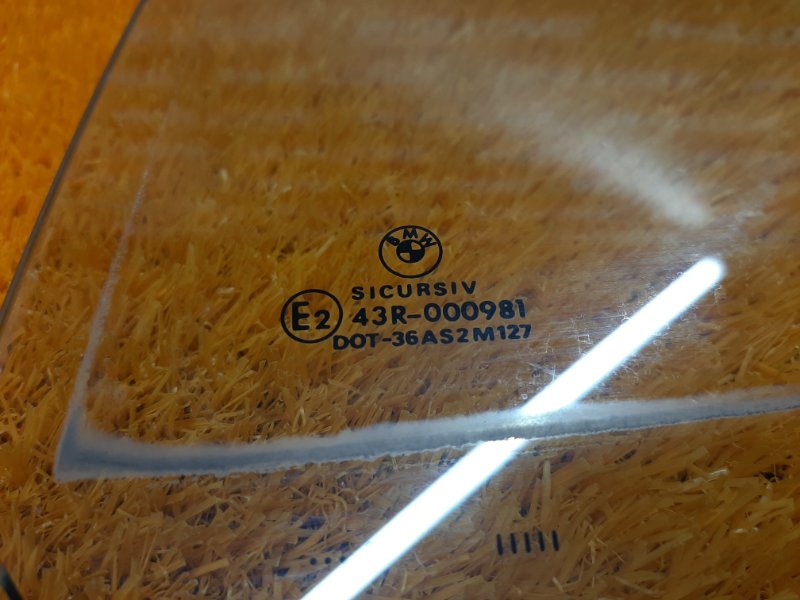 BMW
SICURSIV
E2 43R-000981
DOT-36AS2M127